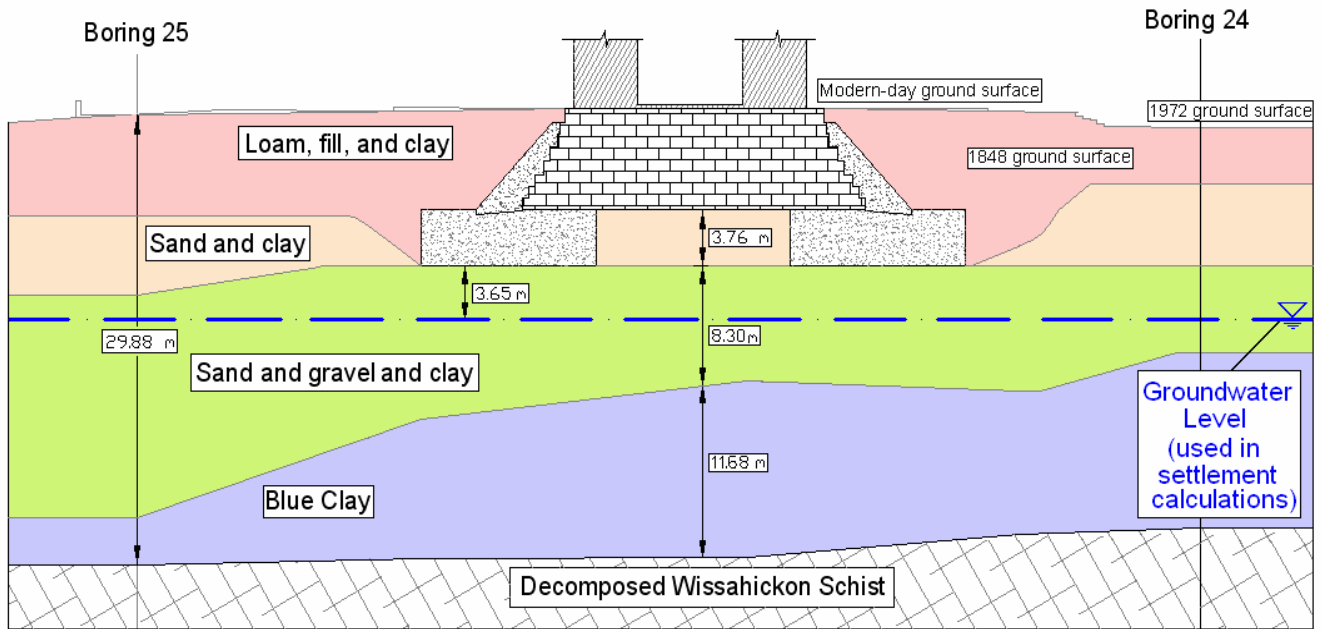 Boring 25
Boring 24
Modern-day ground surface
1972 ground surface
Loam, fill, and clay
1848 ground surface
Sand and clay
3.76 m
3.65 m
29.88 m
8.30 m
Sand and gravel and clay
Groundwater
Level
(used in
settlement
calculations)
11.68 m
Blue Clay
Decomposed Wissahickon Schist